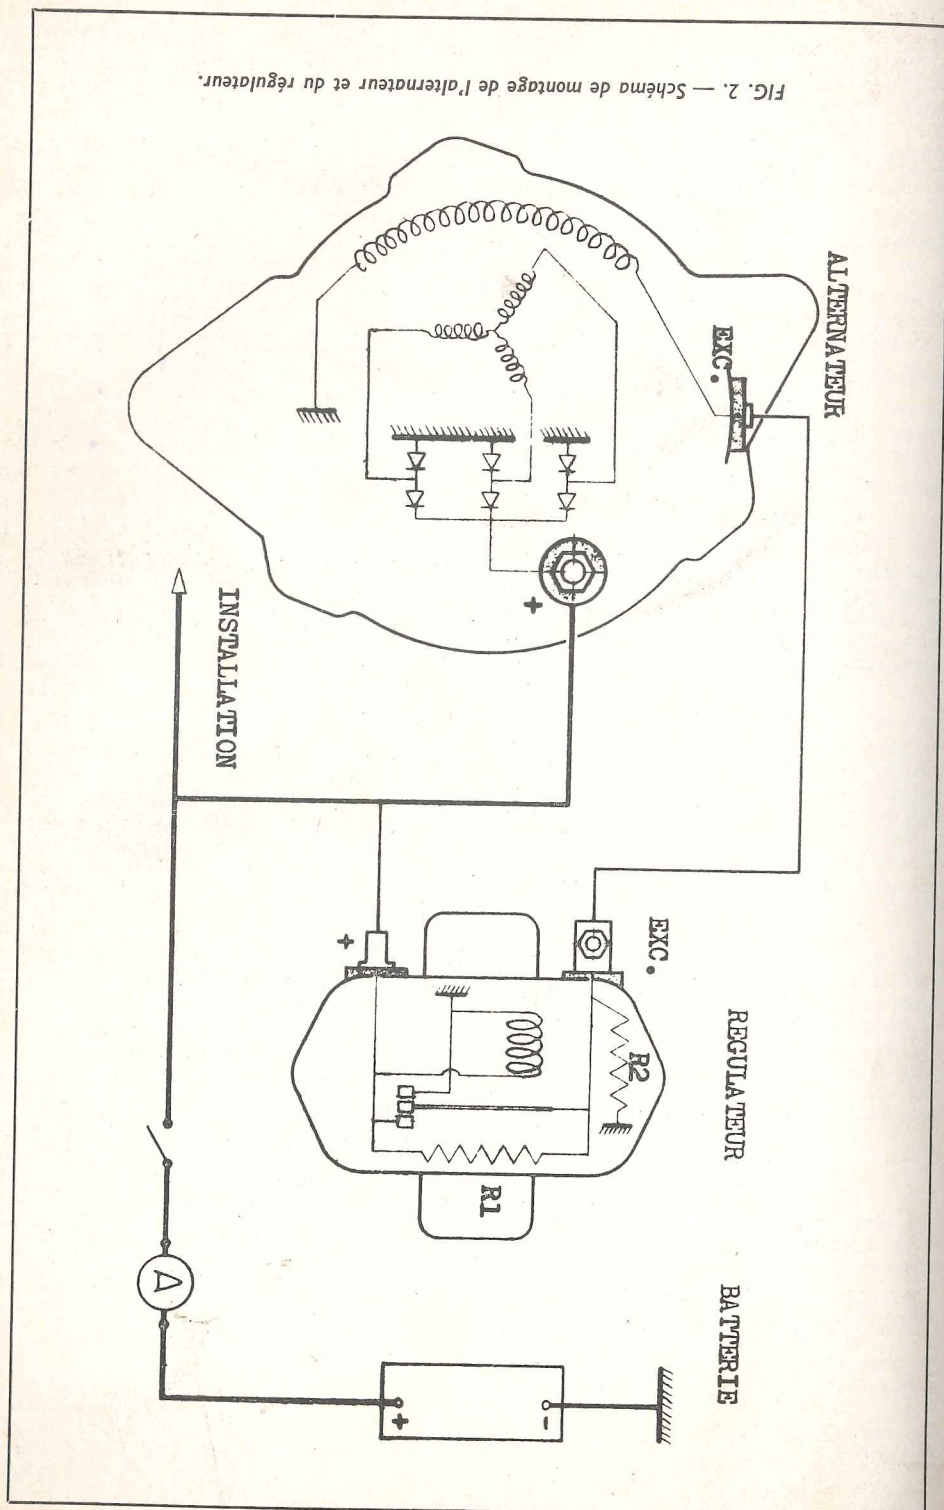 FIG. 2. — Schéma de montage de l'alternateur et du régulateur.
ALTERNATEUR
EXC.
+
INSTALLATION
EXC.
+
REGULATEUR
R2
R1
BATTERIE
A
+
-